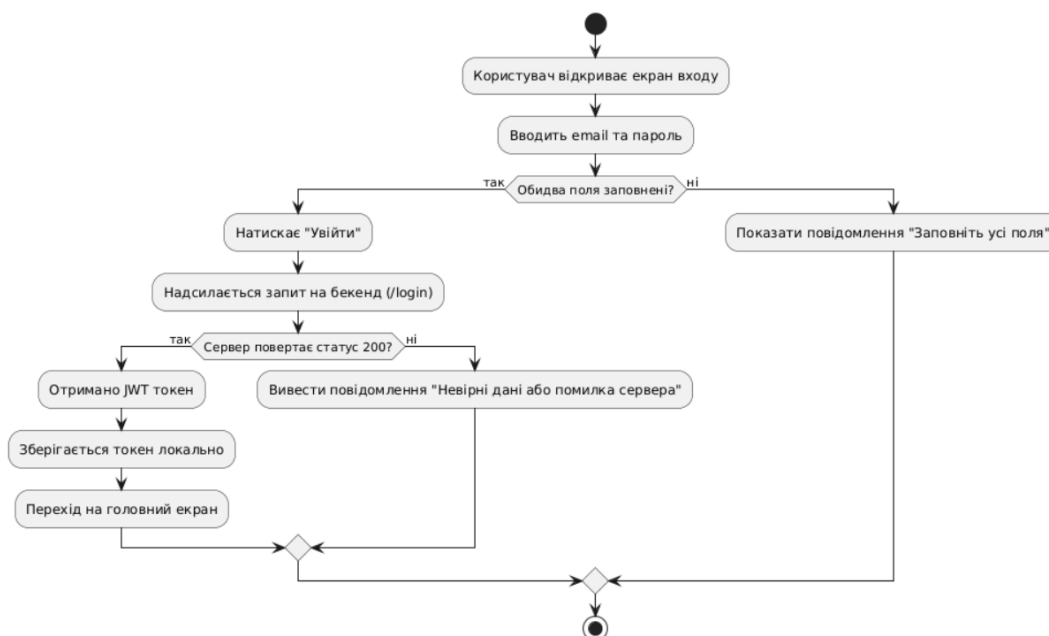 Користувач відкриває екран входу
Вводить email та пароль
так
Обидва поля заповнені?
ні
Натискає "Увійти"
Показати повідомлення "Заповніть усі поля"
Надсилається запит на бекенд (/login)
так
Сервер повертає статус 200?
ні
Отримано JWT токен
Вивести повідомлення "Невірні дані або помилка сервера"
Зберігається токен локально
Перехід на головний екран